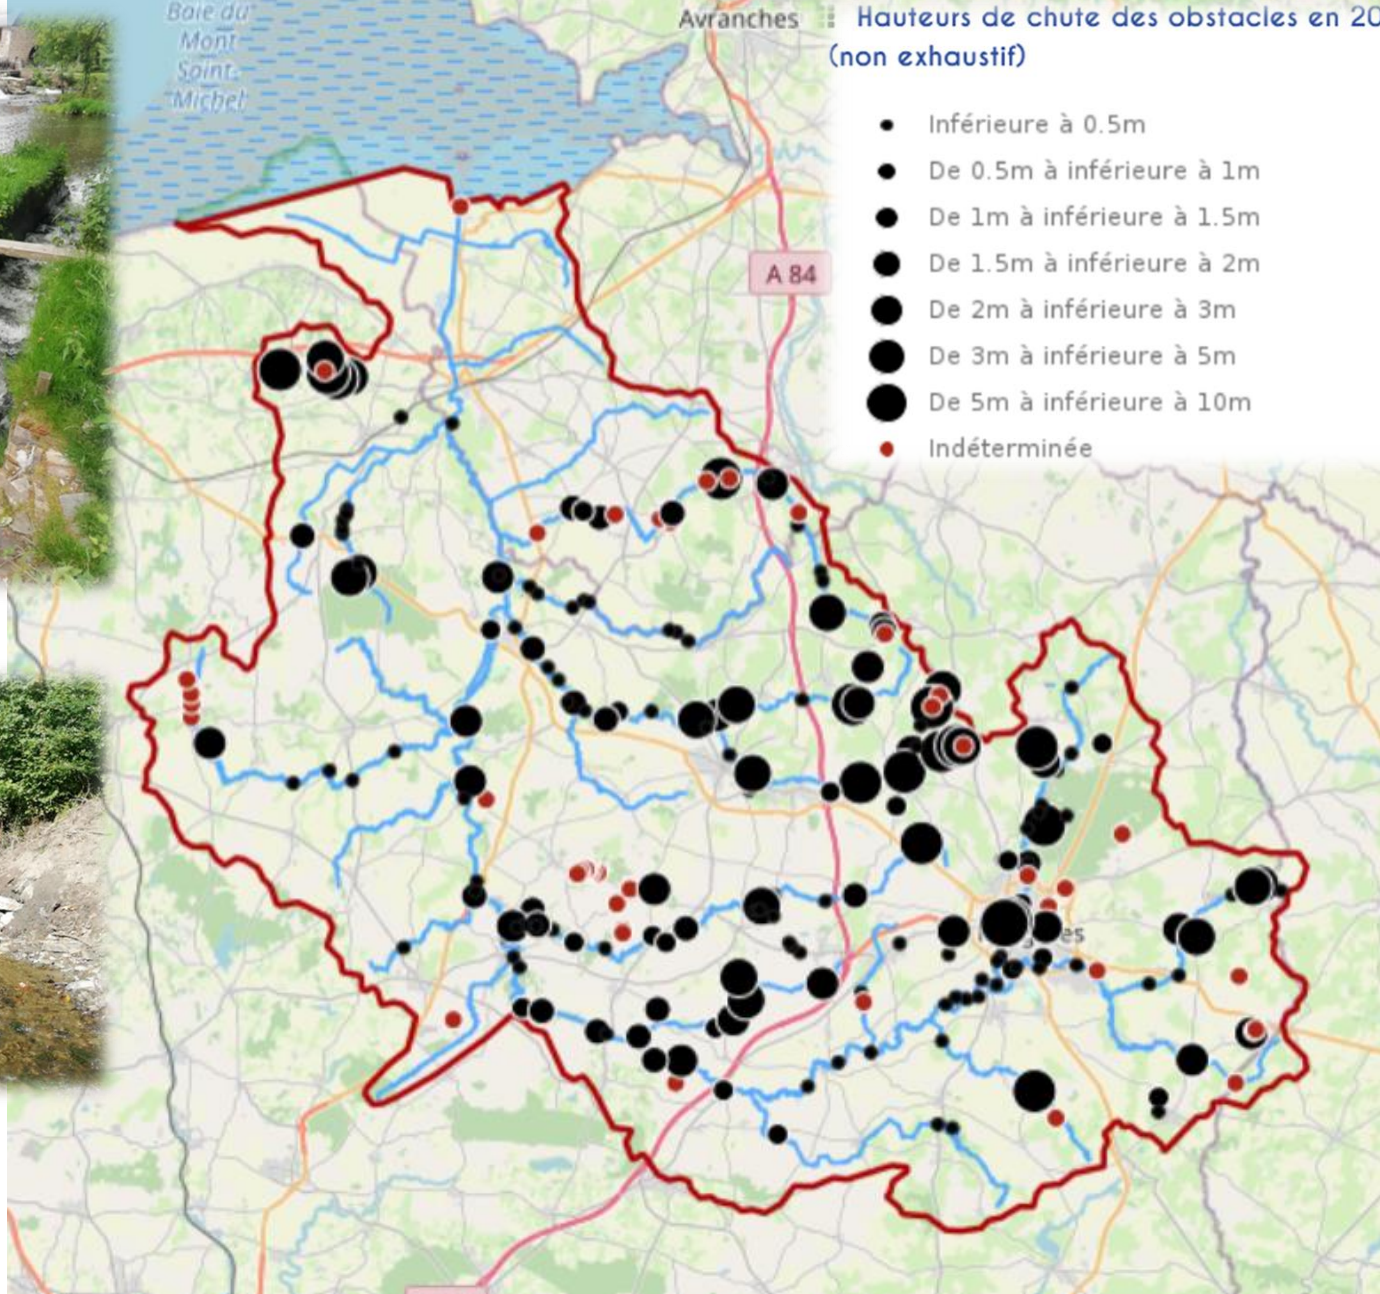 Baie du
Mont
Saint-
Michel
Avranches
Hauteurs de chute des obstacles en 20
(non exhaustif)
Inférieure à 0.5m
De 0.5m à inférieure à 1m
De 1m à inférieure à 1.5m
De 1.5m à inférieure à 2m
De 2m à inférieure à 3m
De 3m à inférieure à 5m
De 5m à inférieure à 10m
Indéterminée
A 84